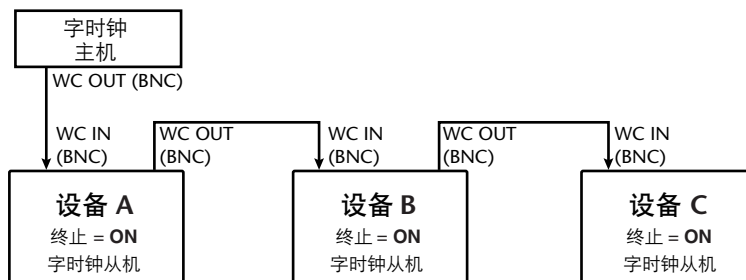 字时钟
主机
WC OUT (BNC)
WC IN
(BNC)
WC OUT
(BNC)
WC IN
(BNC)
WC OUT
(BNC)
WC IN
(BNC)
设备 A
终止 = ON
字时钟从机
设备 B
终止 = ON
字时钟从机
设备 C
终止 = ON
字时钟从机